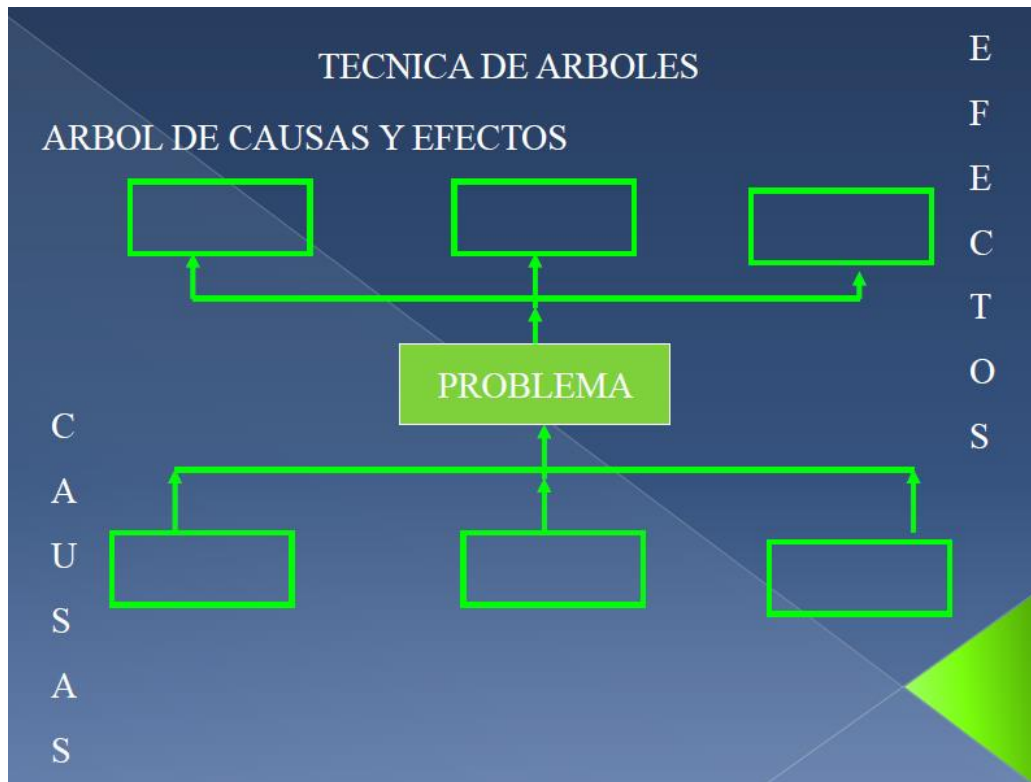 TECNICA DE ARBOLES
ARBOL DE CAUSAS Y EFECTOS
E
F
E
C
T
O
S
PROBLEMA
C
A
U
S
A
S